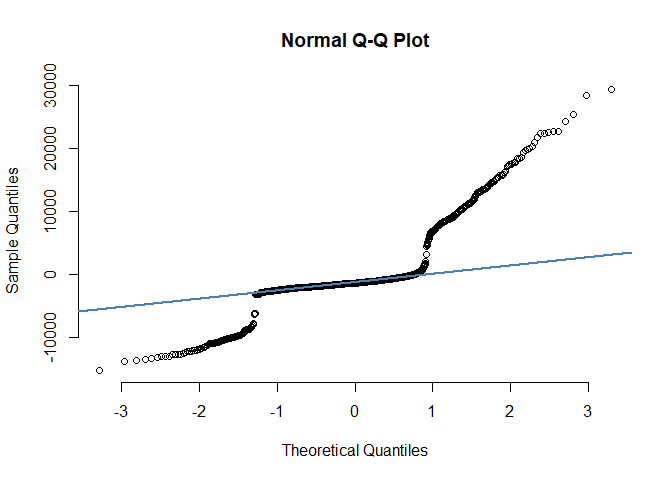 Normal Q-Q Plot
30000
20000
10000
0
-10000
Sample Quantiles
-3 -2 -1 0 1 2 3
Theoretical Quantiles